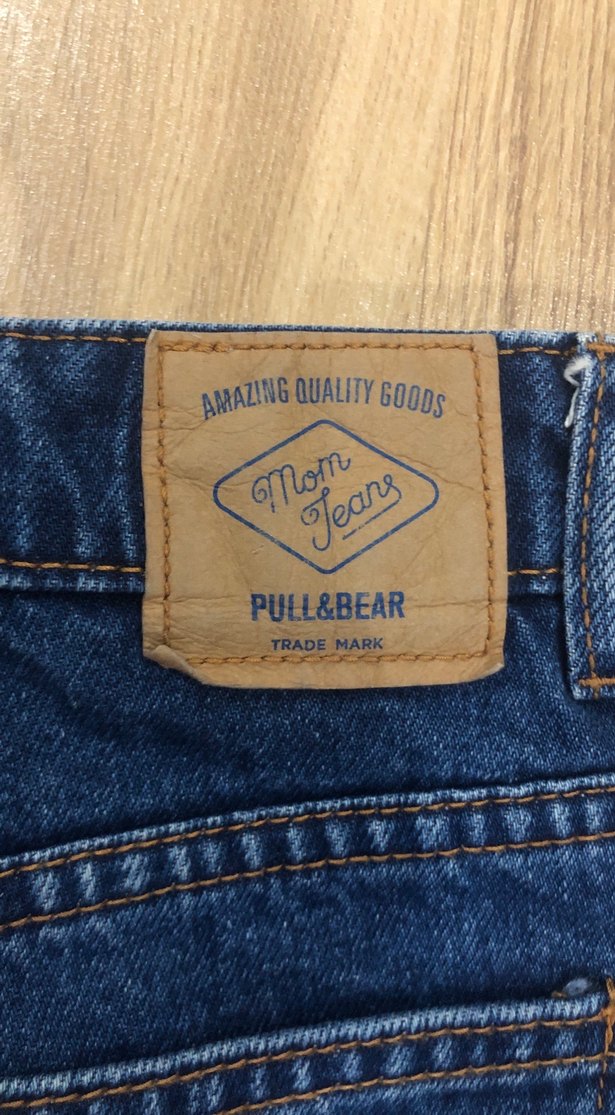 AMAZING QUALITY GOODS
Mom
Jeans
PULL&BEAR
TRADE MARK